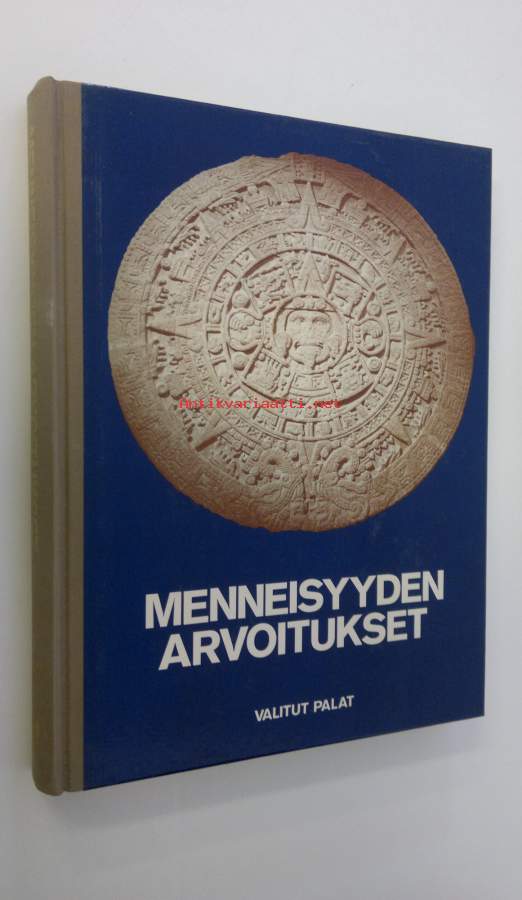 Antikvariaatti.net
MENNEISYYDEN
ARVOITUKSET
VALITUT PALAT